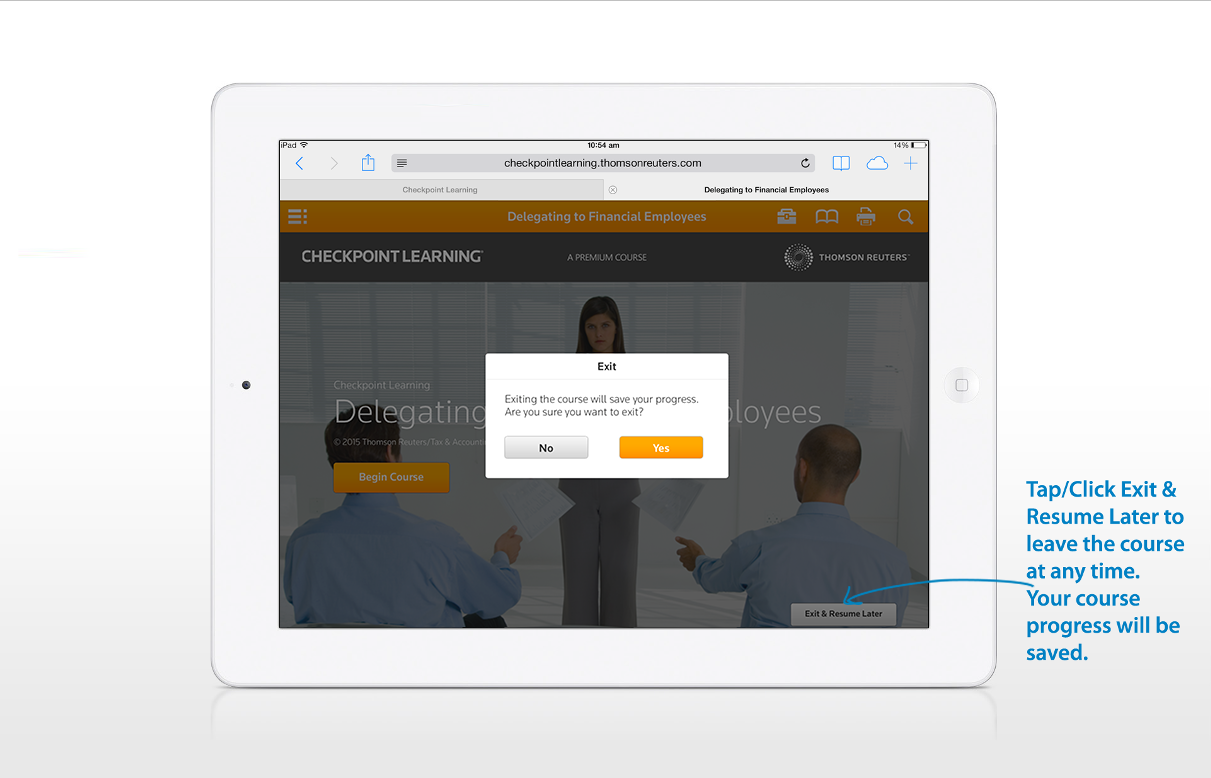 iPad 10:54 am 14%
checkpointlearning.thomsonreuters.com
Checkpoint Learning Delegating to Financial Employees
Delegating to Financial Employees
CHECKPOINT LEARNING A PREMIUM COURSE THOMSON REUTERS
Exit
Exiting the course will save your progress.
Are you sure you want to exit?
No Yes
Checkpoint Learning
Delegating loyees
© 2015 Thomson Reuters/Tax & Accounti
Begin Course
Exit & Resume Later
Tap/Click Exit &
Resume Later to
leave the course
at any time.
Your course
progress will be
saved.